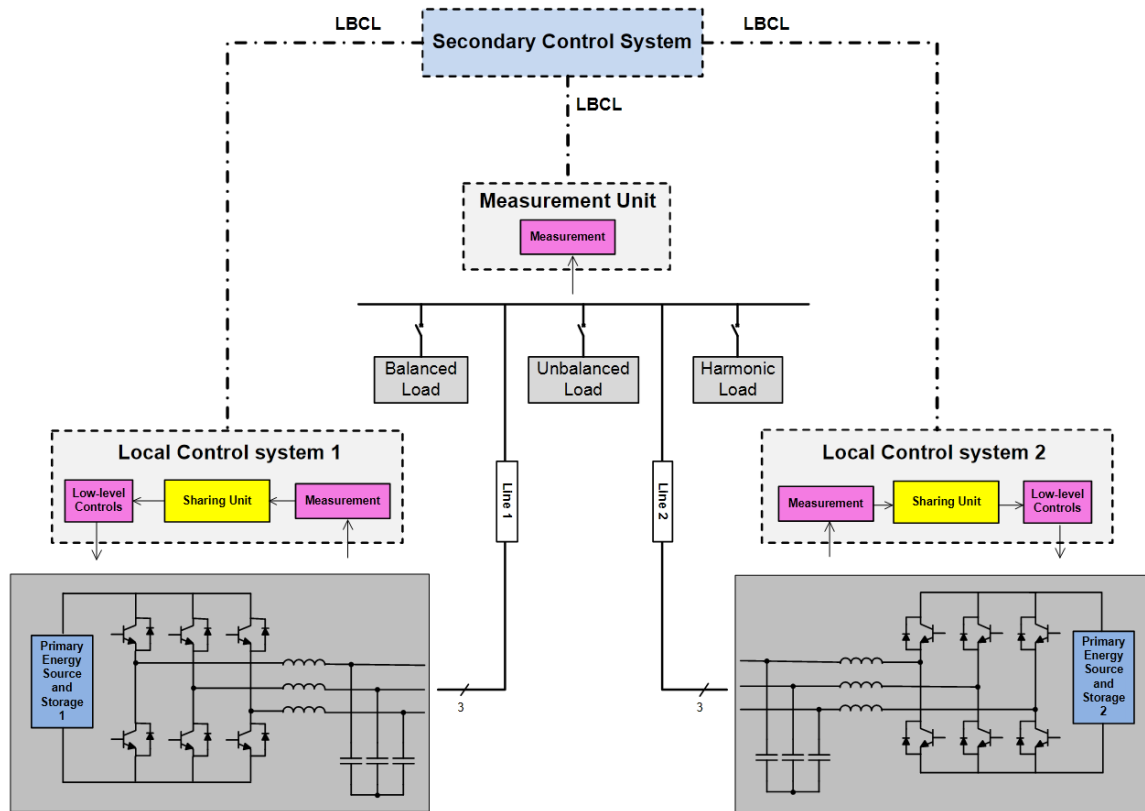 LBCL
Secondary Control System
LBCL
LBCL
Measurement Unit
Measurement
Balanced
Load
Unbalanced
Load
Harmonic
Load
Local Control system 1
Low-level
Controls
Sharing Unit
Measurement
Line 1
Line 2
Local Control system 2
Measurement
Sharing Unit
Low-level
Controls
Primary
Energy
Source
and
Storage
1
3
3
Primary
Energy
Source
and
Storage
2